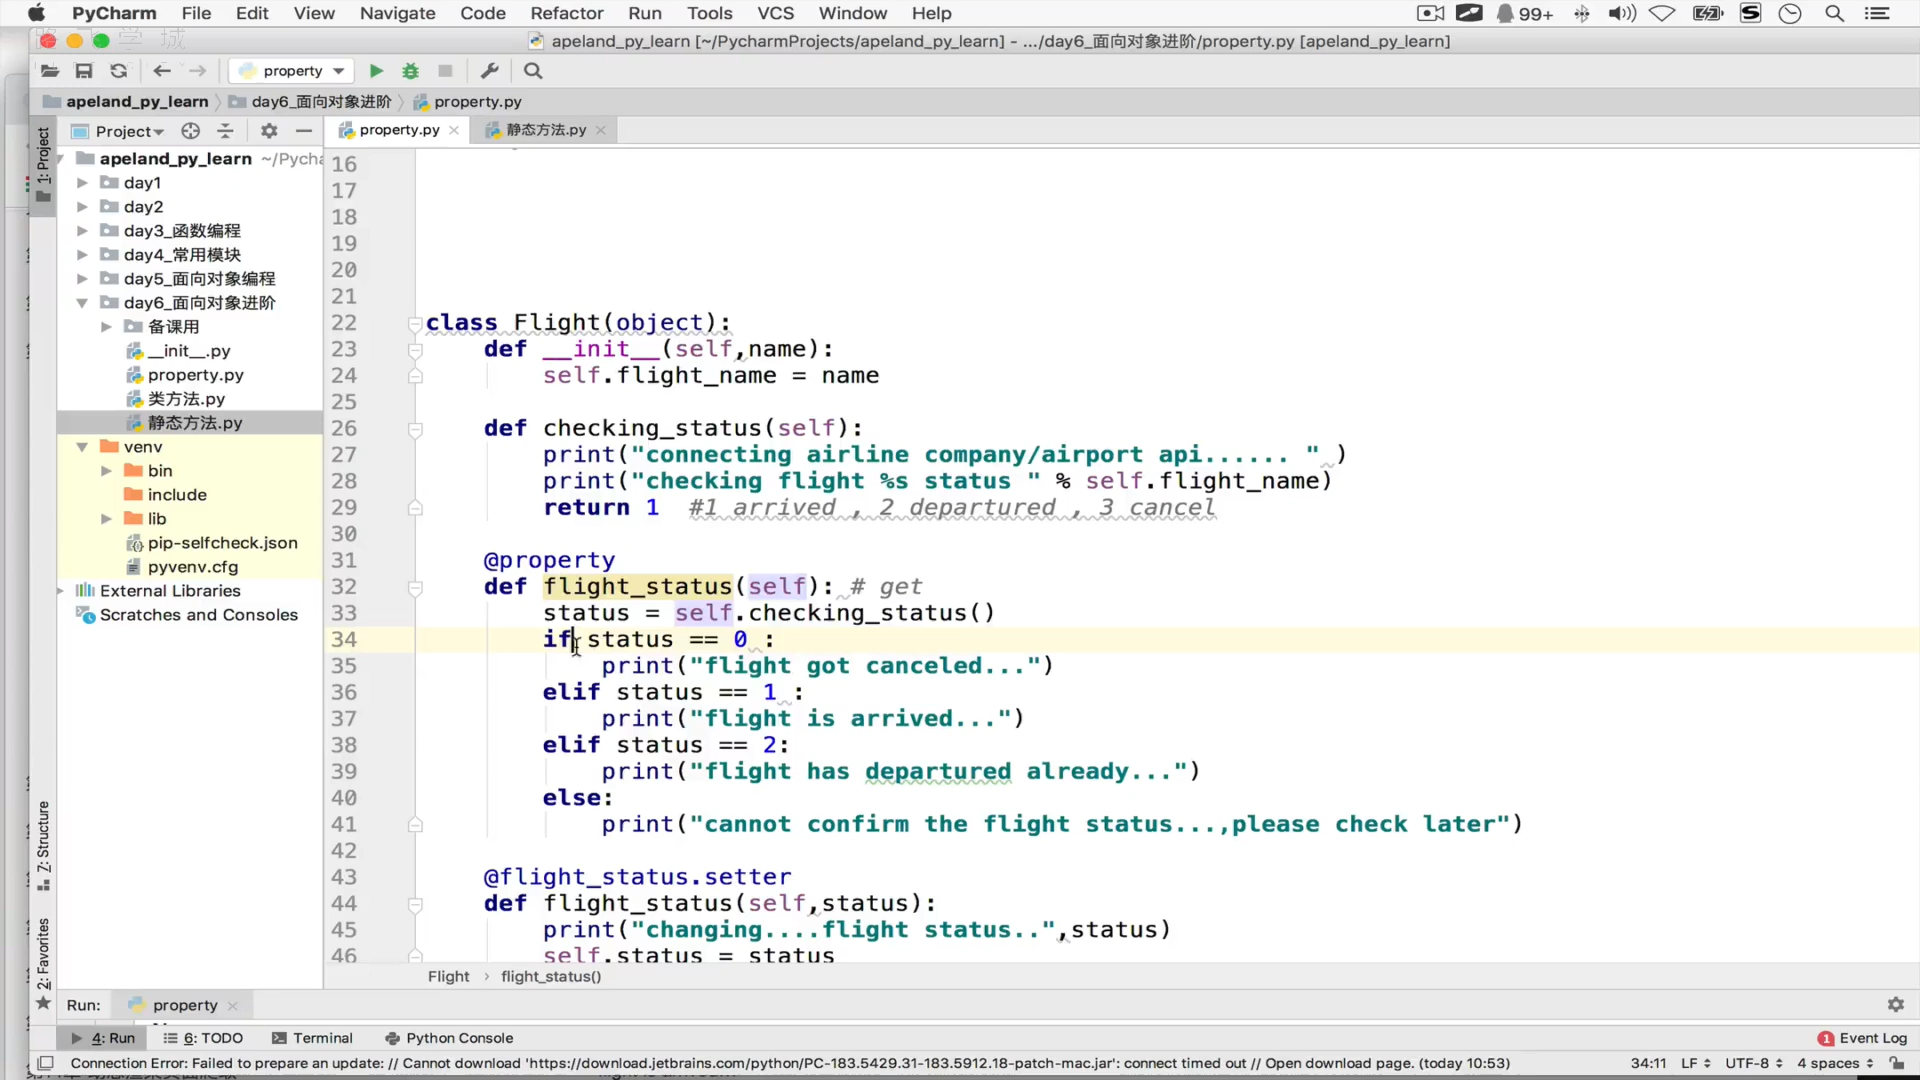 PyCharm File Edit View Navigate Code Refactor Run Tools VCS Window Help 99+
apeland_py_learn [~/PycharmProjects/apeland_py_learn] - .../day6_面向对象进阶/property.py [apeland_py_learn]
property
apeland_py_learn day6_面向对象进阶 property.py
Project property.py 静态方法.py
1: Project
apeland_py_learn ~/Pycha
day1
day2
day3_函数编程
day4_常用模块
day5_面向对象编程
day6_面向对象进阶
备课用
__init__.py
property.py
类方法.py
静态方法.py
venv
bin
include
lib
pip-selfcheck.json
pyvenv.cfg
External Libraries
Scratches and Consoles
7: Structure
2: Favorites
16
17
18
19
20
21
22 class Flight(object):
23 def __init__(self,name):
24 self.flight_name = name
25
26 def checking_status(self):
27 print("connecting airline company/airport api...... " )
28 print("checking flight %s status " % self.flight_name)
29 return 1 #1 arrived , 2 departured , 3 cancel
30
31 @property
32 def flight_status(self): # get
33 status = self.checking_status()
34 if status == 0 :
35 print("flight got canceled...")
36 elif status == 1 :
37 print("flight is arrived...")
38 elif status == 2:
39 print("flight has departured already...")
40 else:
41 print("cannot confirm the flight status...,please check later")
42
43 @flight_status.setter
44 def flight_status(self,status):
45 print("changing....flight status..",status)
46 self.status = status
Flight flight_status()
Run: property
4: Run 6: TODO Terminal Python Console 1 Event Log
Connection Error: Failed to prepare an update: // Cannot download 'https://download.jetbrains.com/python/PC-183.5429.31-183.5912.18-patch-mac.jar': connect timed out // Open download page. (today 10:53) 34:11 LF UTF-8 4 spaces